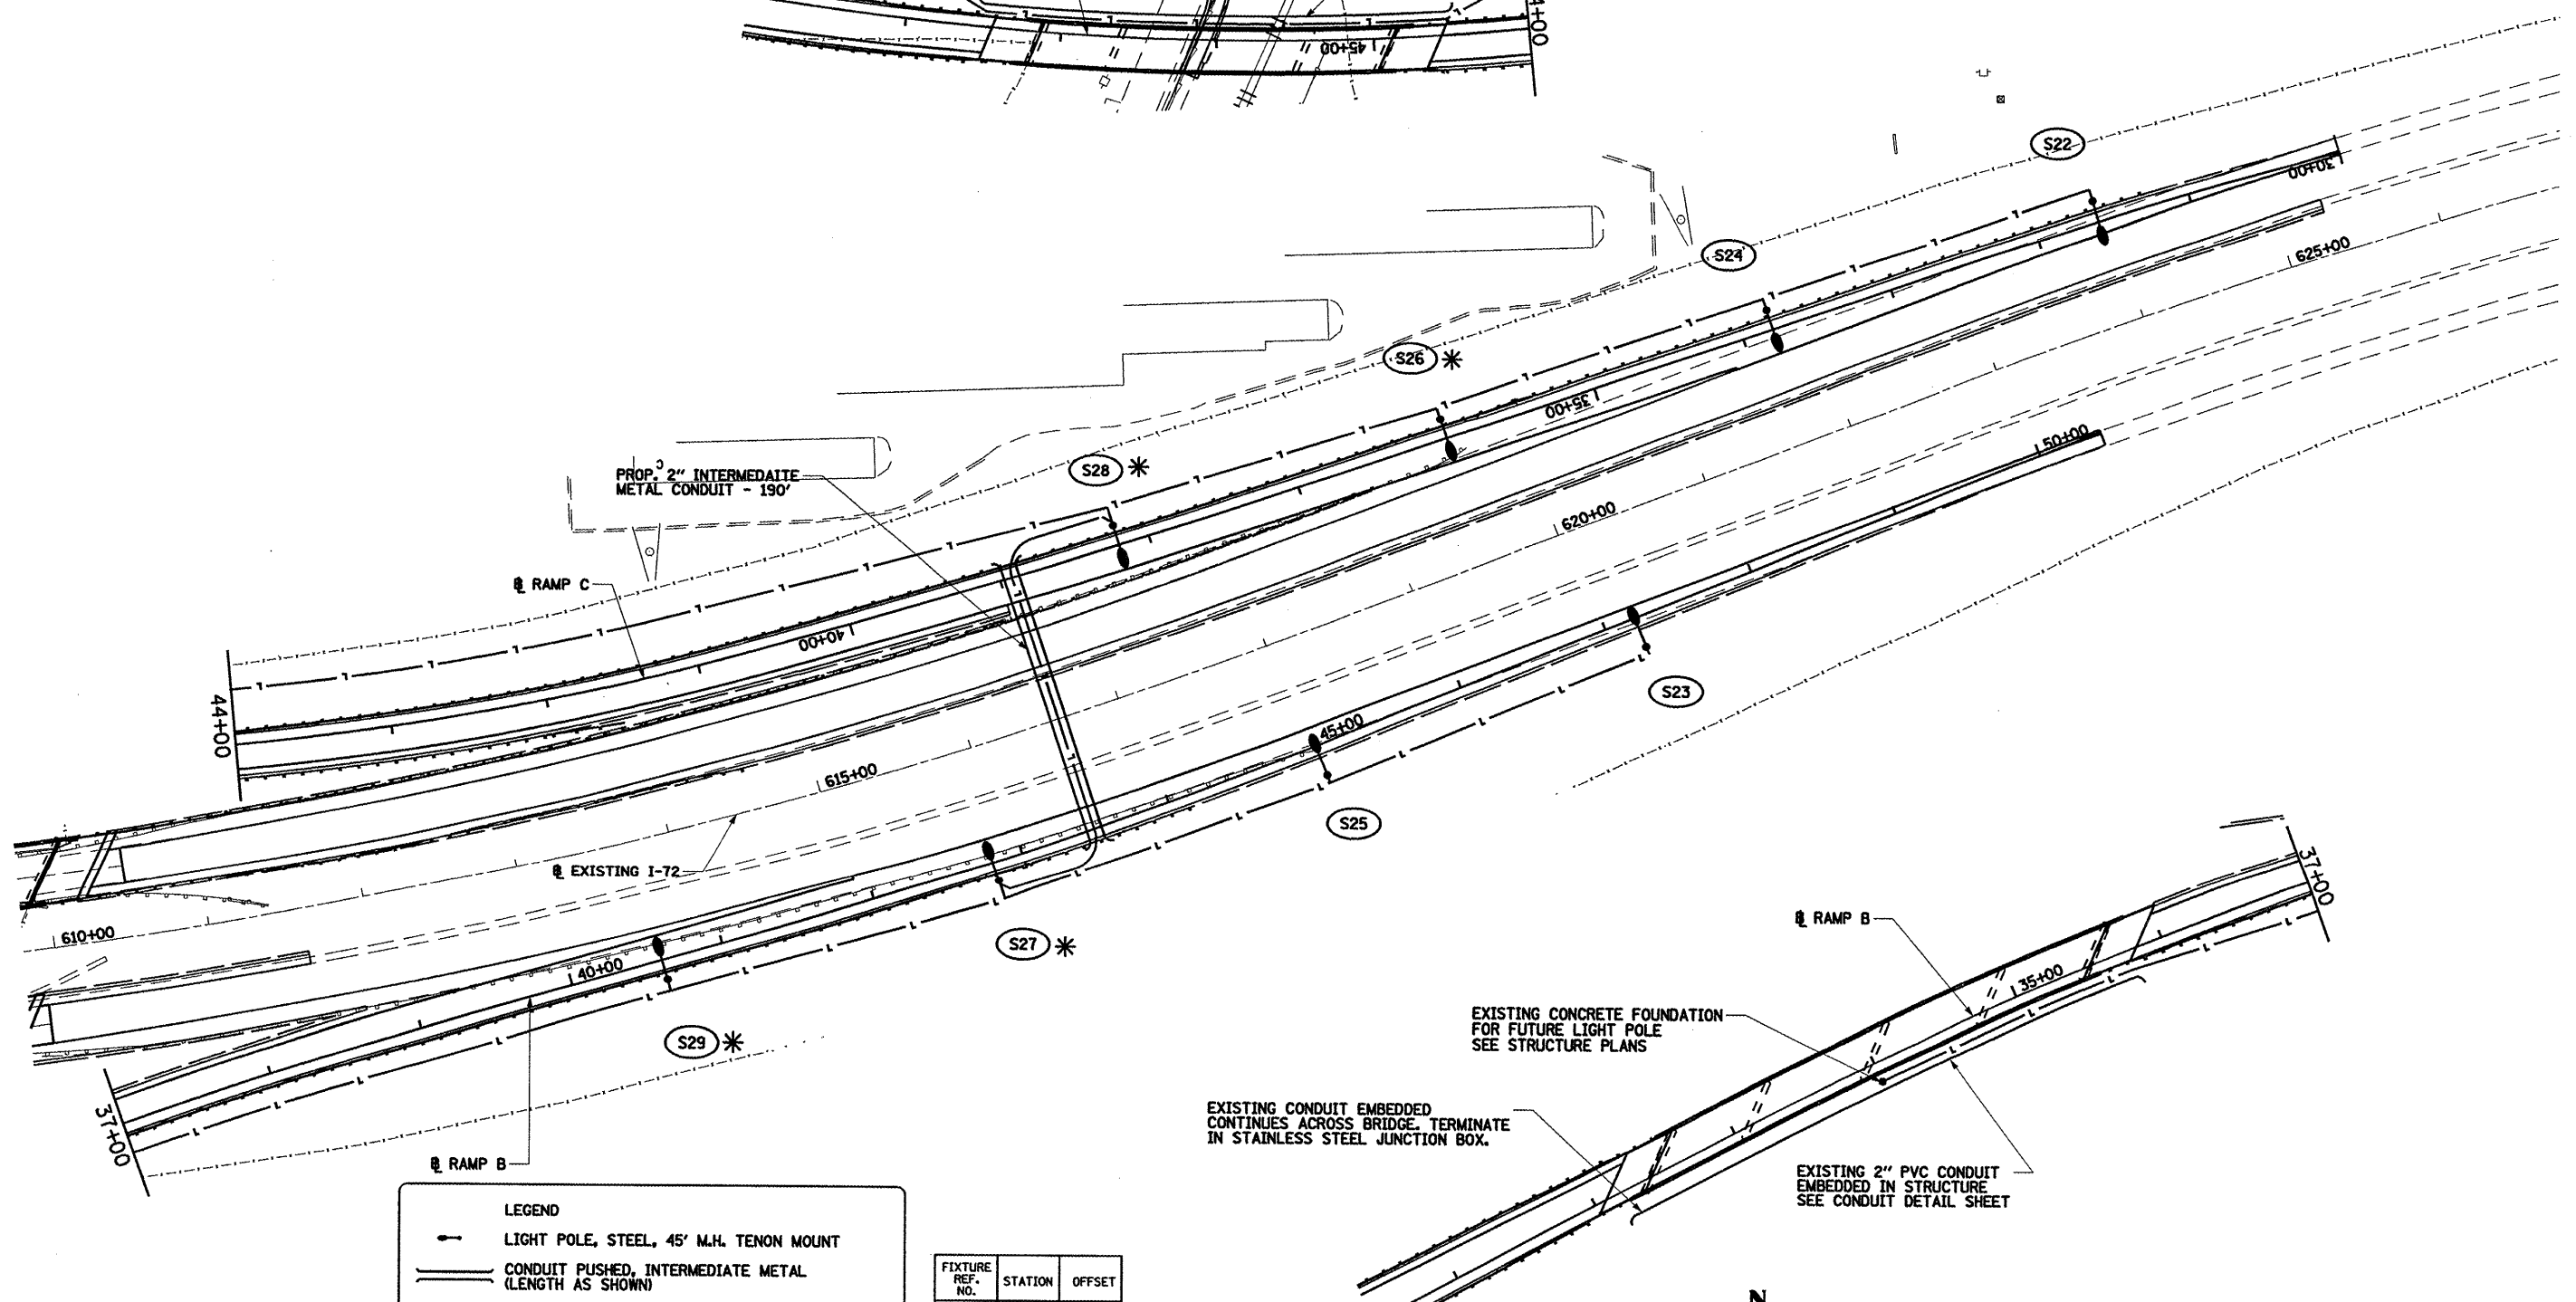 4+00
45+00
S22
30+00
S24
625+00
S26 *
35+00
50+00
S28 *
PROP. 2" INTERMEDAITE
METAL CONDUIT - 190'
620+00
℄ RAMP C
40+00
S23
44+00
45+00
615+00
S25
℄ EXISTING I-72
610+00
37+00
℄ RAMP B
S27 *
40+00
35+00
EXISTING CONCRETE FOUNDATION
FOR FUTURE LIGHT POLE
SEE STRUCTURE PLANS
S29 *
37+00
EXISTING CONDUIT EMBEDDED
CONTINUES ACROSS BRIDGE. TERMINATE
IN STAINLESS STEEL JUNCTION BOX.
℄ RAMP B
EXISTING 2" PVC CONDUIT
EMBEDDED IN STRUCTURE
SEE CONDUIT DETAIL SHEET
LEGEND
LIGHT POLE, STEEL, 45' M.H. TENON MOUNT
CONDUIT PUSHED, INTERMEDIATE METAL
(LENGTH AS SHOWN)
FIXTURE
REF.
NO.
STATION
OFFSET
N